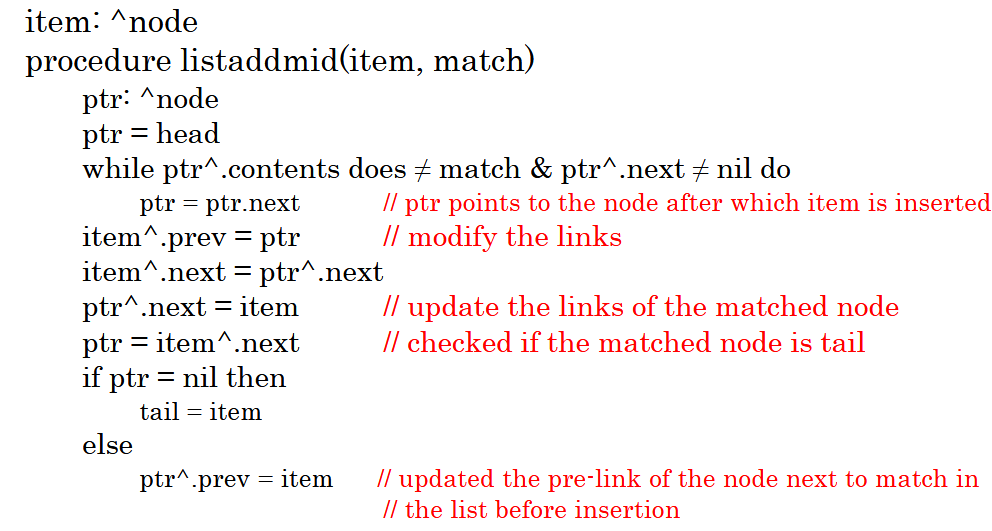 item: ^node
procedure listaddmid(item, match)
ptr: ^node
ptr = head
while ptr^.contents does ≠ match & ptr^.next ≠ nil do
ptr = ptr.next // ptr points to the node after which item is inserted
item^.prev = ptr // modify the links
item^.next = ptr^.next
ptr^.next = item // update the links of the matched node
ptr = item^.next // checked if the matched node is tail
if ptr = nil then
tail = item
else
ptr^.prev = item // updated the pre-link of the node next to match in
// the list before insertion